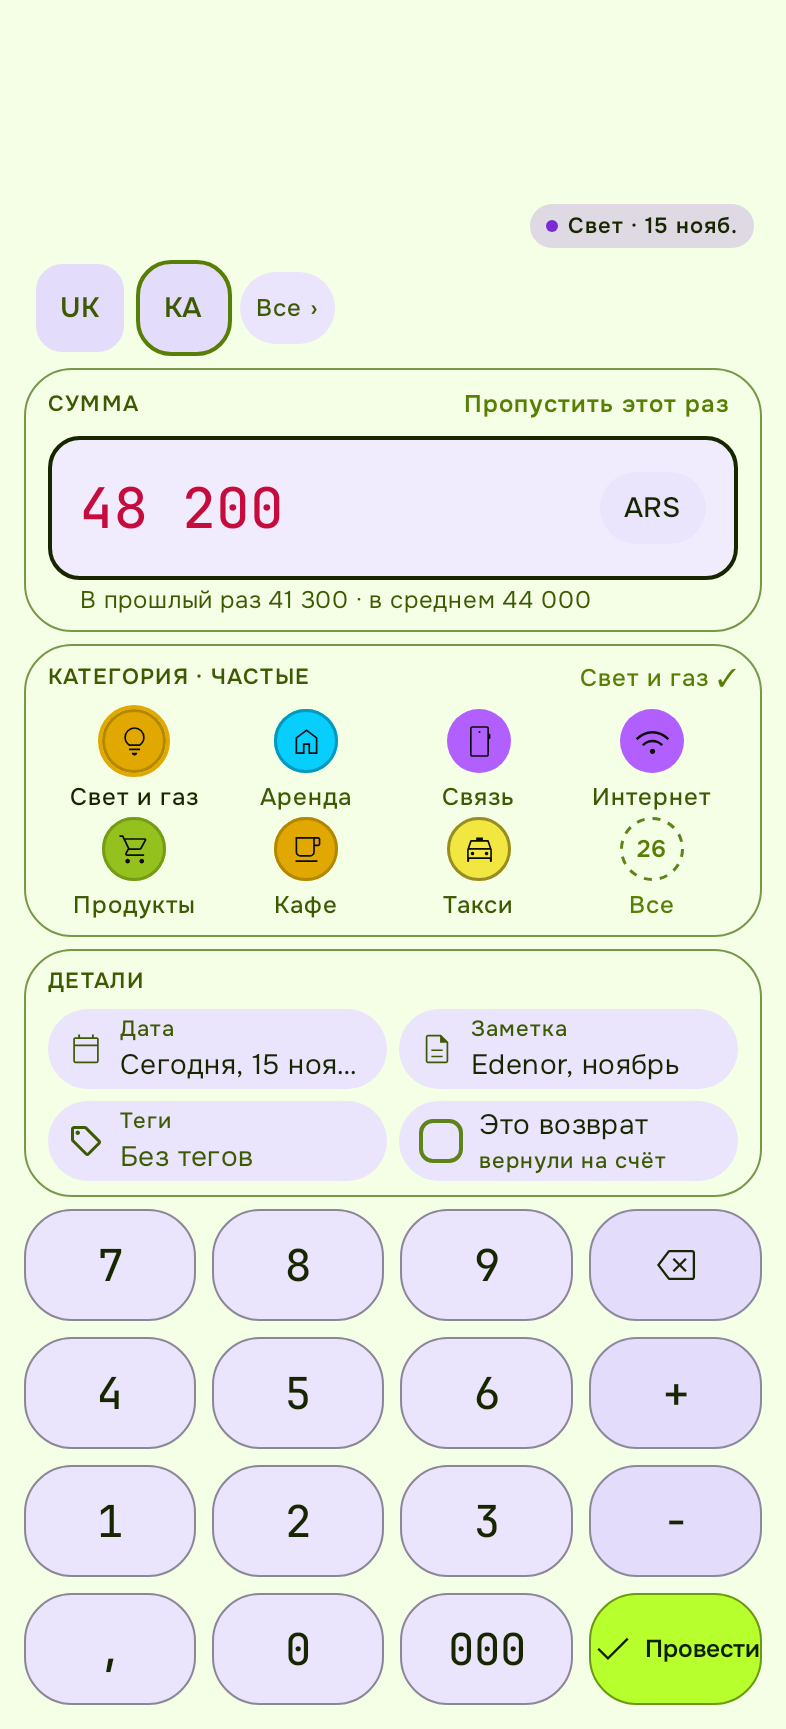 Свет · 15 нояб.
UK KA Все ›
СУММА Пропустить этот раз
48 200 ARS
В прошлый раз 41 300 · в среднем 44 000
КАТЕГОРИЯ · ЧАСТЫЕ Свет и газ ✓
Свет и газ Аренда Связь Интернет
26
Продукты Кафе Такси Все
ДЕТАЛИ
Дата
Сегодня, 15 ноя...
Заметка
Edenor, ноябрь
Теги
Без тегов
Это возврат
вернули на счёт
7 8 9
4 5 6 +
1 2 3 -
, 0 000 Провести